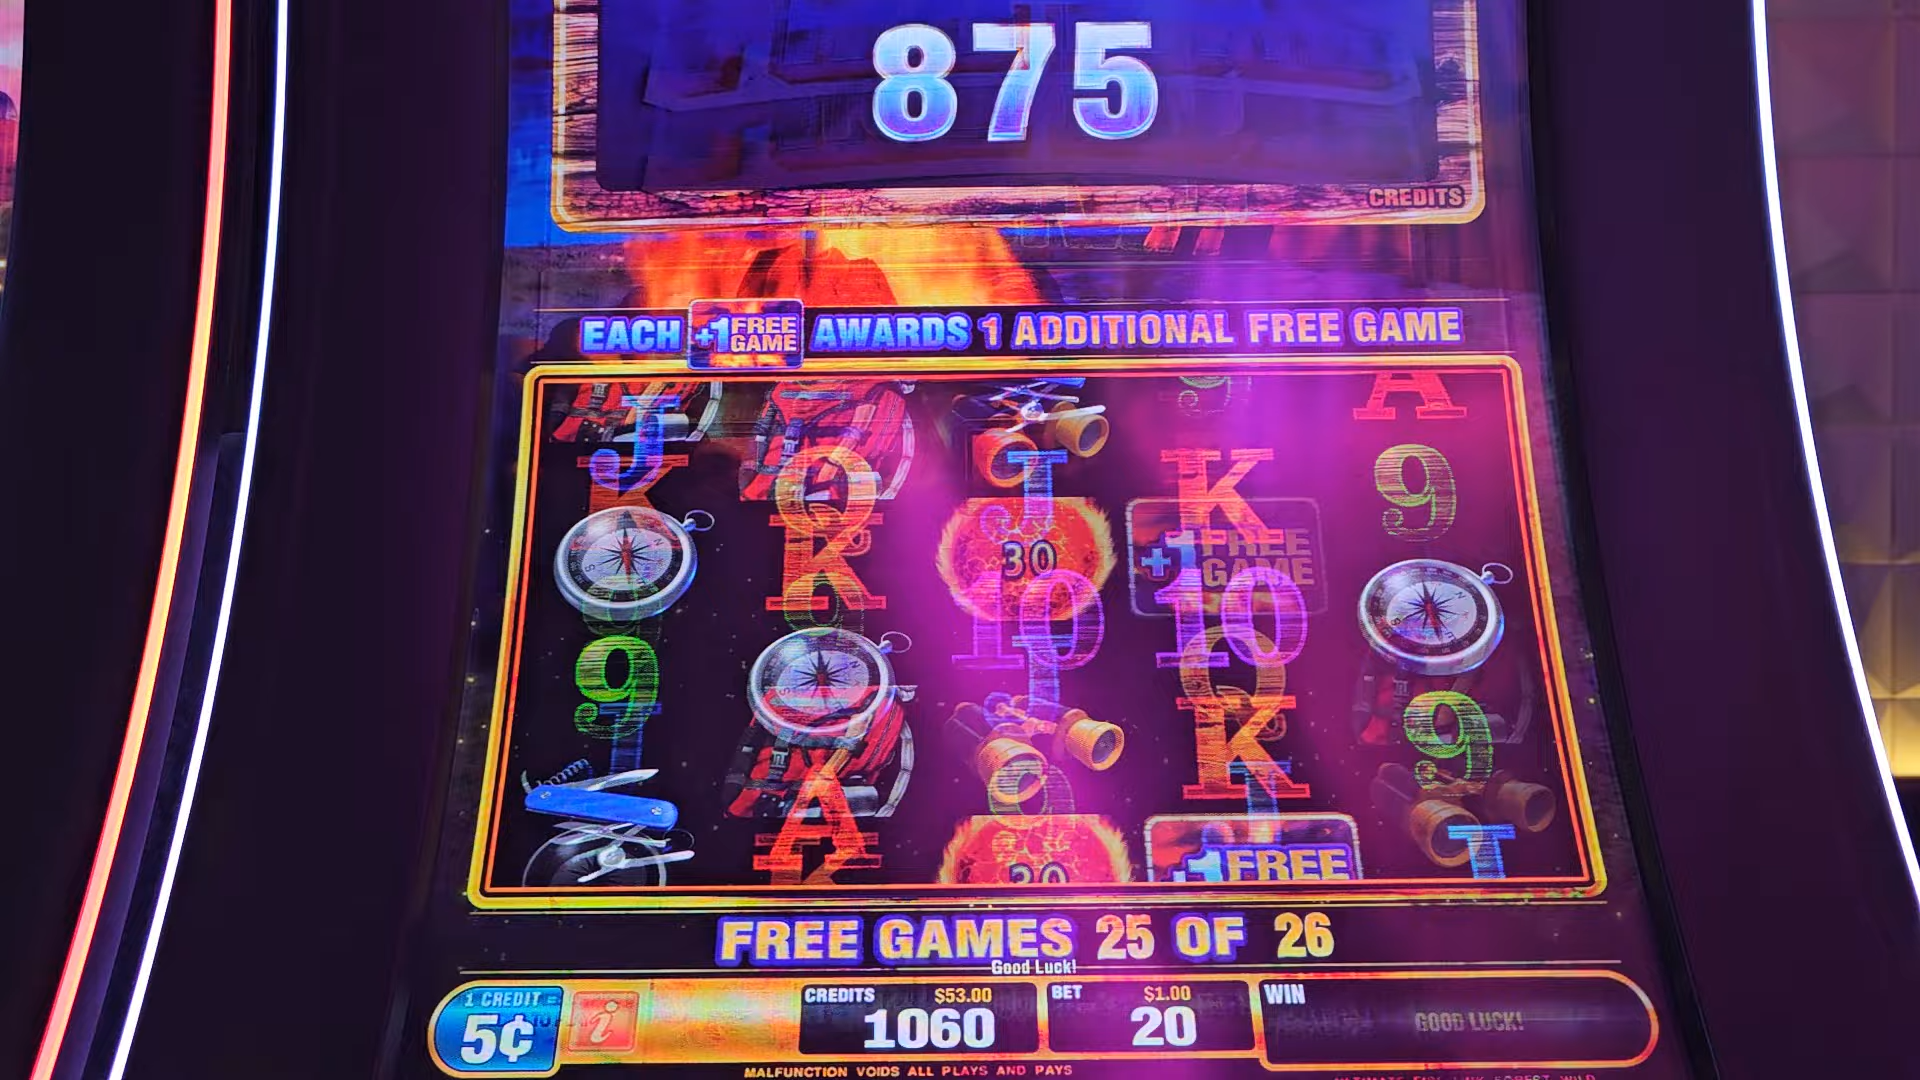 875
CREDITS
EACH +1 FREE GAME AWARDS 1 ADDITIONAL FREE GAME
A
J K 9
Q J
K 30 +1 FREE GAME
10 10
9 Q 9
K
A
K 30 +1 FREE J
FREE GAMES 25 OF 26
Good Luck!
1 CREDIT = CREDITS $53.00 BET $1.00 WIN
5¢ i 1060 20 GOOD LUCK!
MALFUNCTION VOIDS ALL PLAYS AND PAYS